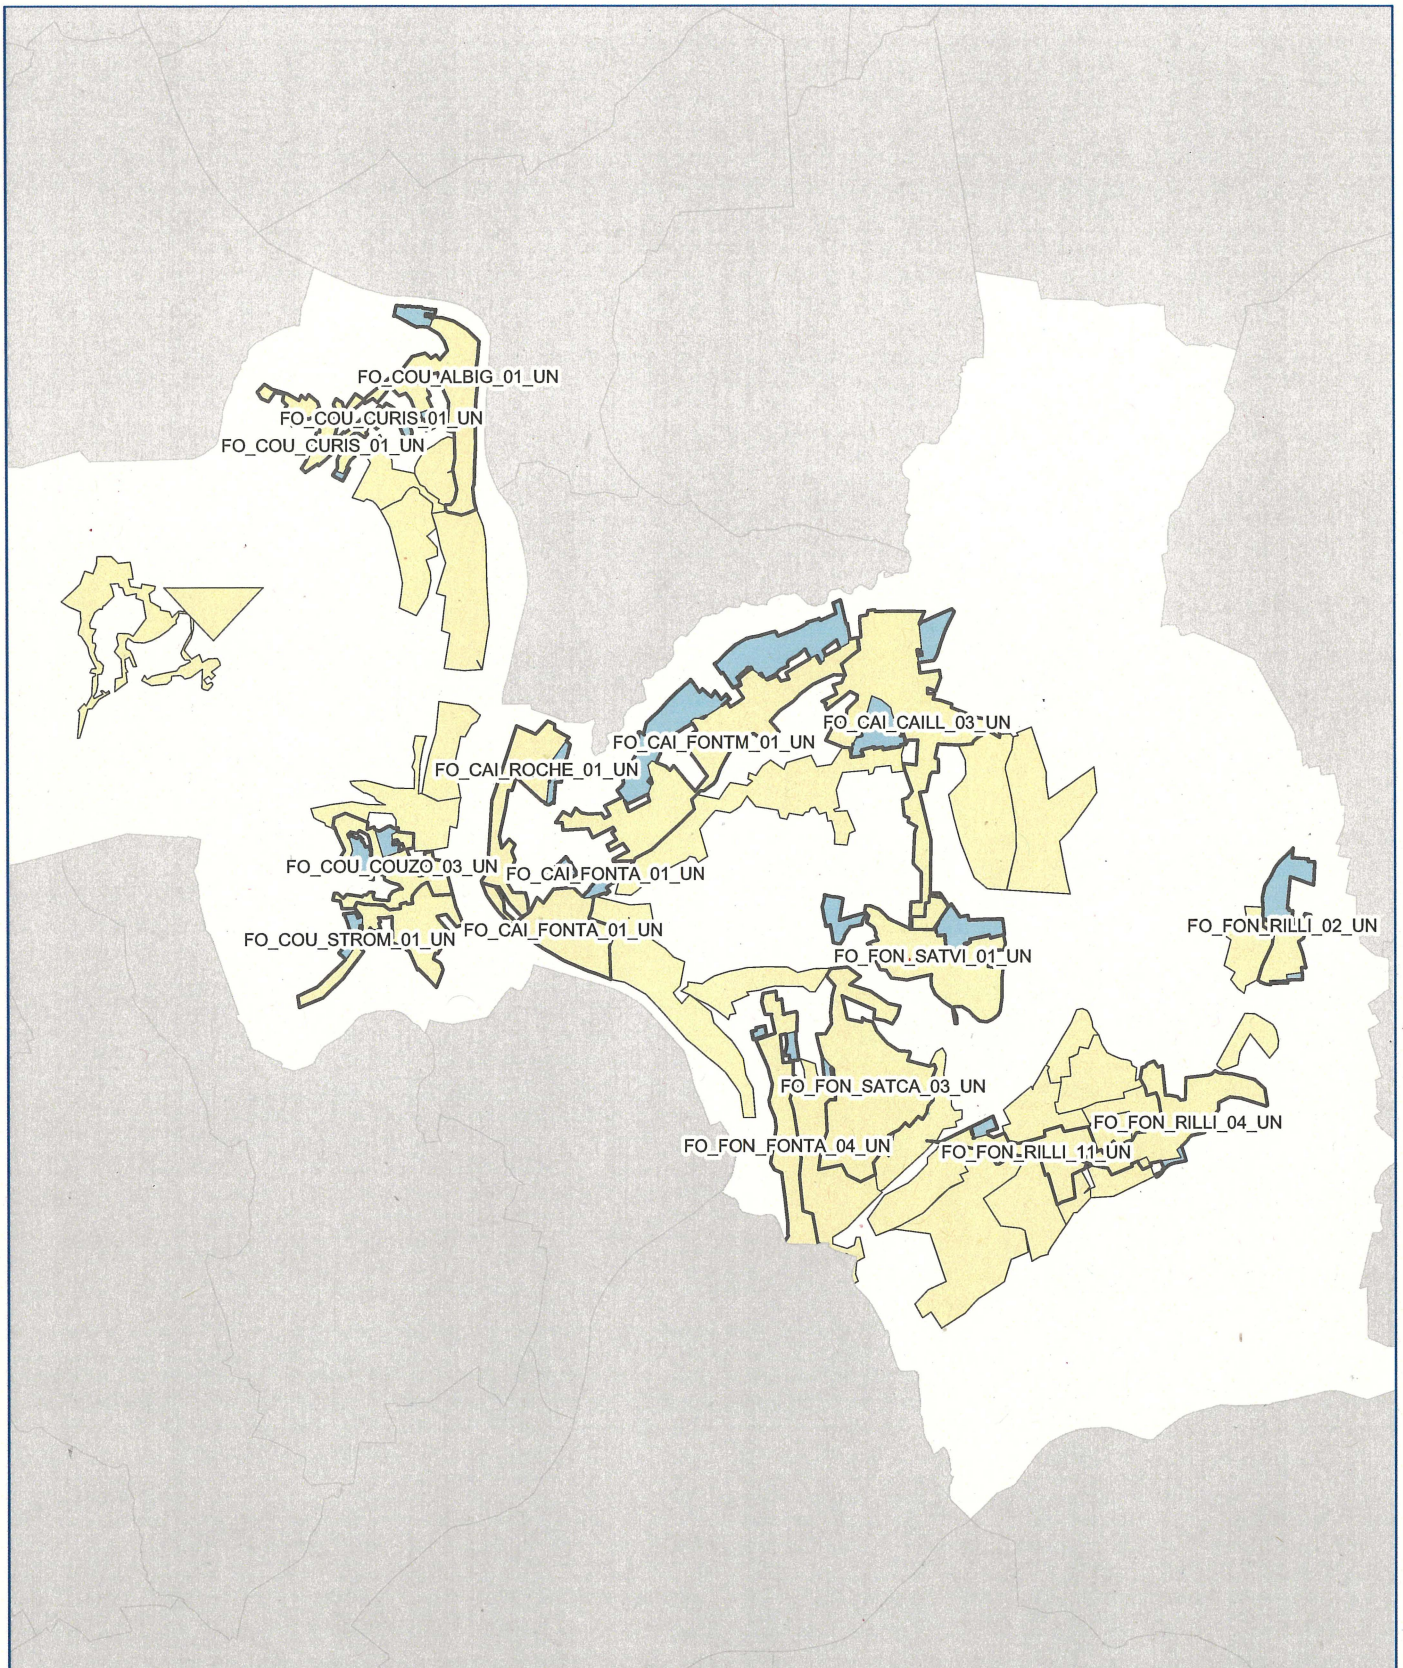 FO_COU_ALBIG_01_UN
FO_COU_CURIS_01_UN
FO_COU_CURIS_01_UN
FO_CAI_CAILL_03_UN
FO_CAI_FONTM_01_UN
FO_CAI_ROCHE_01_UN
FO_COU_COUZO_03_UN
FO_CAI_FONTA_01_UN
FO_FON_RILLI_02_UN
FO_CAI_FONTA_01_UN
FO_COU_STROM_01_UN
FO_FON_SATVI_01_UN
FO_FON_SATCA_03_UN
FO_FON_RILLI_04_UN
FO_FON_FONTA_04_UN
FO_FON_RILLI_11_UN